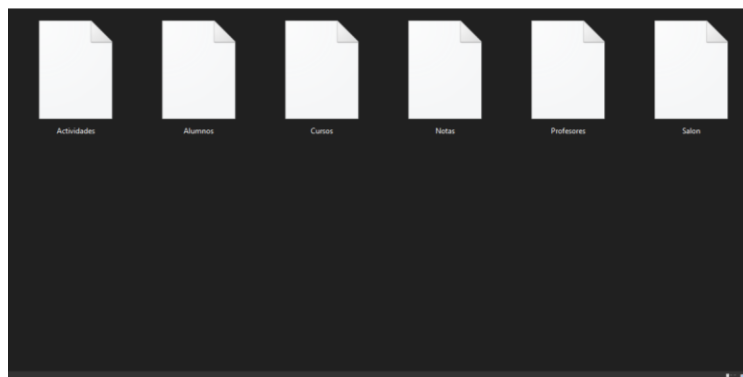 Actividades
Alumnos
Cursos
Notas
Profesores
Salon